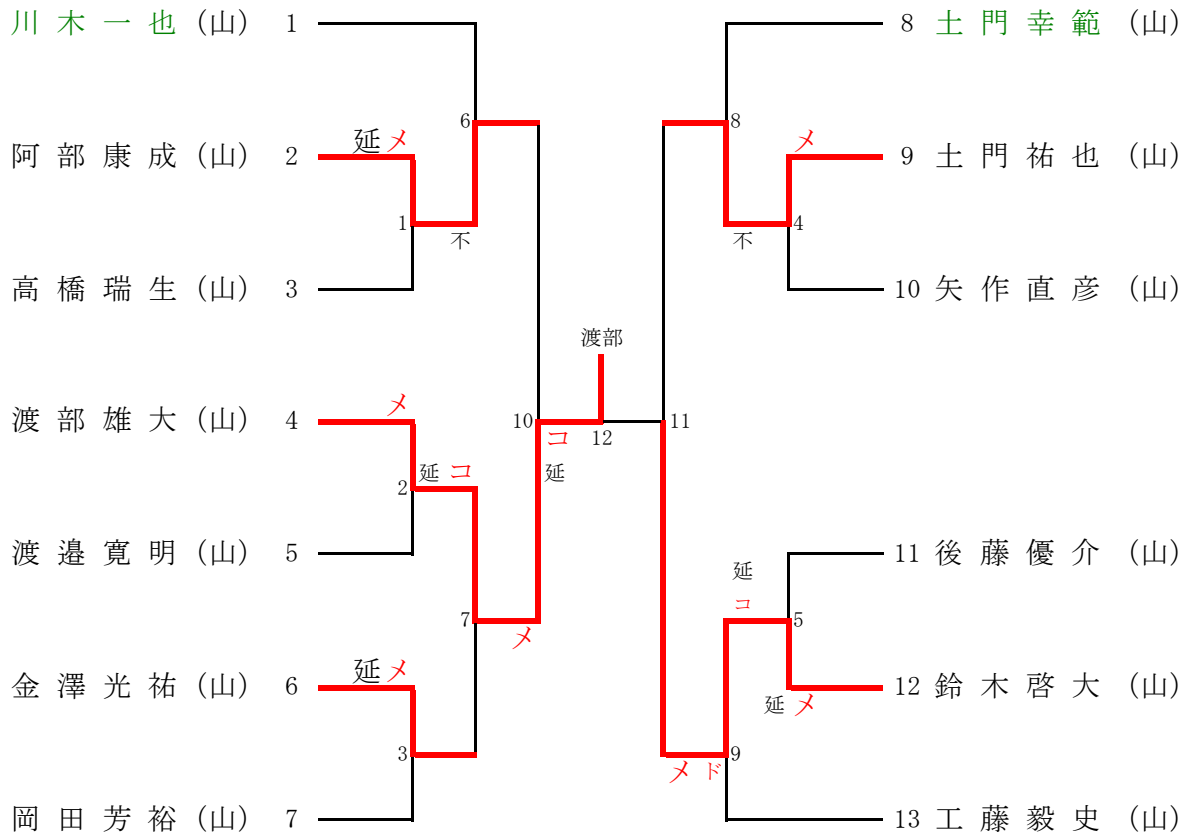 川木一也 (山) 1
8 土門幸範 (山)
6
8
延メ
メ
阿部康成 (山) 2
9 土門祐也 (山)
1
4
不
不
高橋瑞生 (山) 3
10 矢作直彦 (山)
渡部
メ
渡部雄大 (山) 4
10
11
コ
12
延コ
延
2
渡邉寛明 (山) 5
11 後藤優介 (山)
延
コ
7
5
メ
延メ
金澤光祐 (山) 6
12 鈴木啓大 (山)
延メ
3
9
メド
岡田芳裕 (山) 7
13 工藤毅史 (山)